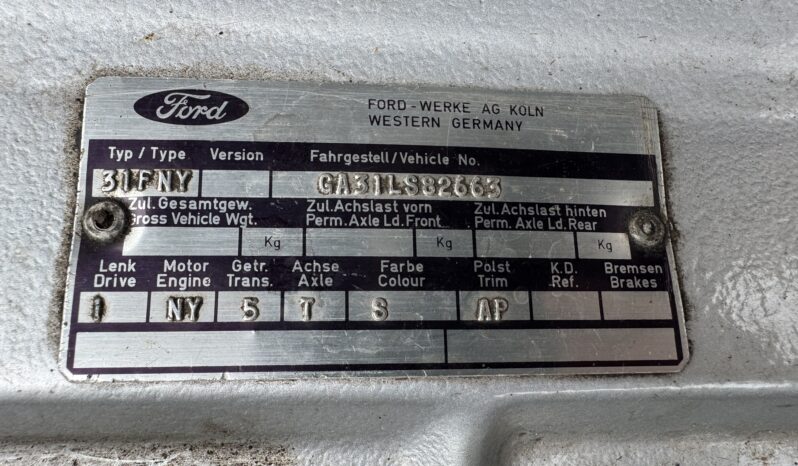 Ford
FORD-WERKE AG KÖLN
WESTERN GERMANY
Typ / Type Version Fahrgestell/Vehicle No.
31FNY GA31LS82663
Zul. Gesamtgew. Zul. Achslast vorn Zul. Achslast hinten
Gross Vehicle Wgt. Perm. Axle Ld. Front Perm. Axle Ld. Rear
Kg Kg Kg
Lenk Motor Getr. Achse Farbe Polst K.D. Bremsen
Drive Engine Trans. Axle Colour Trim Ref. Brakes
1 NY 5 T S AP